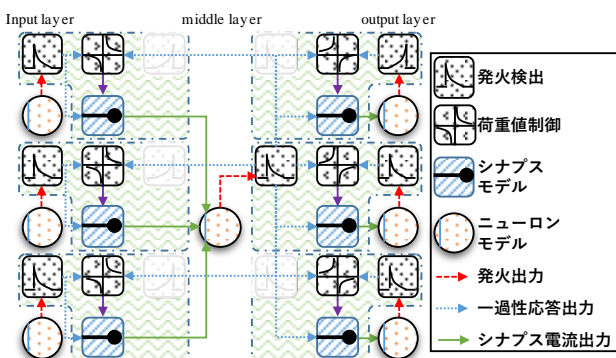 Input layer
middle layer
output layer
発火検出
荷重値制御
シナプス
モデル
ニューロン
モデル
発火出力
一過性応答出力
シナプス電流出力